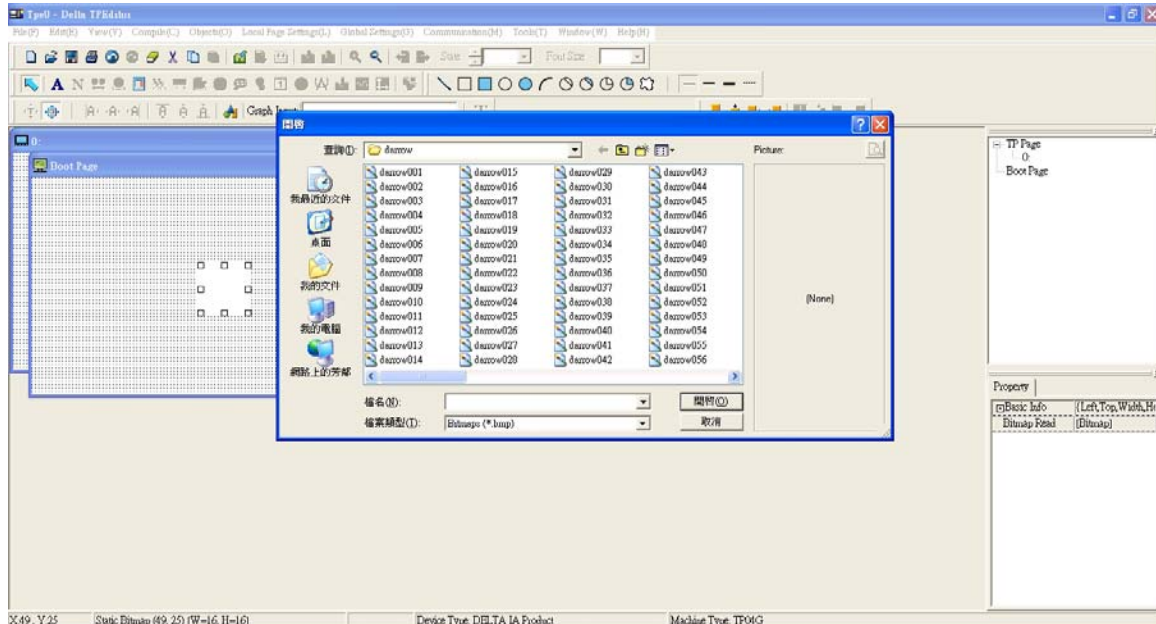 Tpe0 - Delta TPEditor
File(F) Edit(E) View(V) Compile(C) Objects(O) Local Page Settings(L) Global Settings(G) Communication(M) Tools(T) Window(W) Help(H)
Size Font Size
Graph Input
0:
Boot Page
開啓
查詢(I): darrow
Picture:
我最近的文件
桌面
我的文件
我的電腦
網路上的芳鄰
darrow001 darrow015 darrow029 darrow043
darrow002 darrow016 darrow030 darrow044
darrow003 darrow017 darrow031 darrow045
darrow004 darrow018 darrow032 darrow046
darrow005 darrow019 darrow033 darrow047
darrow006 darrow020 darrow034 darrow048
darrow007 darrow021 darrow035 darrow049
darrow008 darrow022 darrow036 darrow050
darrow009 darrow023 darrow037 darrow051
darrow010 darrow024 darrow038 darrow052
darrow011 darrow025 darrow039 darrow053
darrow012 darrow026 darrow040 darrow054
darrow013 darrow027 darrow041 darrow055
darrow014 darrow028 darrow042 darrow056
(None)
檔名(N): 開啓(O)
檔案類型(T): Bitmaps (*.bmp) 取消
TP Page
0:
Boot Page
Property
Basic Info {Left,Top,Width,He
Bitmap Read [Bitmap]
X.49 , Y.25 Static Bitmap (49, 25) (W=16, H=16) Device Type: DELTA IA Product Machine Type: TP04G